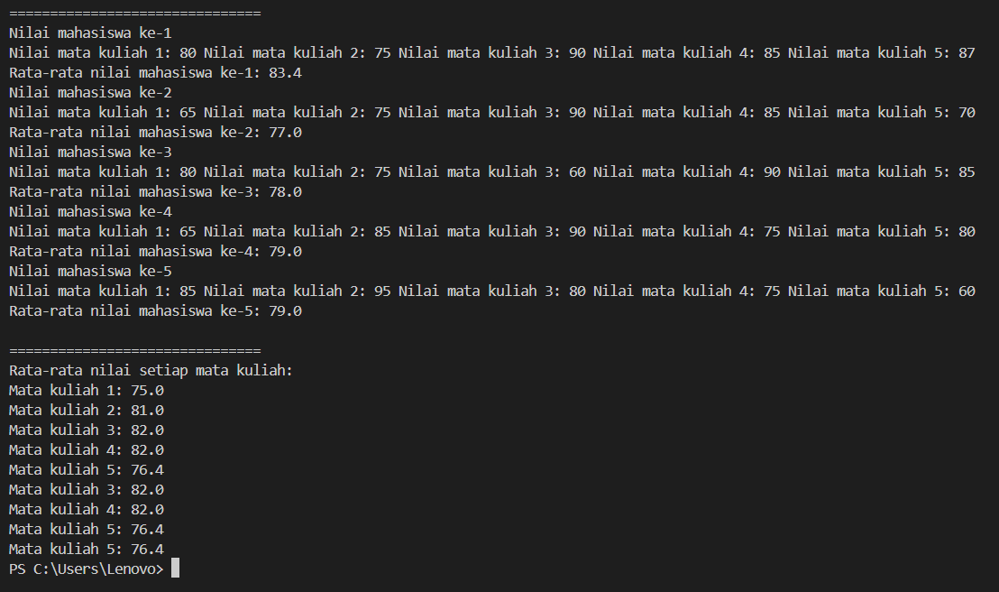 ===============================
Nilai mahasiswa ke-1
Nilai mata kuliah 1: 80 Nilai mata kuliah 2: 75 Nilai mata kuliah 3: 90 Nilai mata kuliah 4: 85 Nilai mata kuliah 5: 87
Rata-rata nilai mahasiswa ke-1: 83.4
Nilai mahasiswa ke-2
Nilai mata kuliah 1: 65 Nilai mata kuliah 2: 75 Nilai mata kuliah 3: 90 Nilai mata kuliah 4: 85 Nilai mata kuliah 5: 70
Rata-rata nilai mahasiswa ke-2: 77.0
Nilai mahasiswa ke-3
Nilai mata kuliah 1: 80 Nilai mata kuliah 2: 75 Nilai mata kuliah 3: 60 Nilai mata kuliah 4: 90 Nilai mata kuliah 5: 85
Rata-rata nilai mahasiswa ke-3: 78.0
Nilai mahasiswa ke-4
Nilai mata kuliah 1: 65 Nilai mata kuliah 2: 85 Nilai mata kuliah 3: 90 Nilai mata kuliah 4: 75 Nilai mata kuliah 5: 80
Rata-rata nilai mahasiswa ke-4: 79.0
Nilai mahasiswa ke-5
Nilai mata kuliah 1: 85 Nilai mata kuliah 2: 95 Nilai mata kuliah 3: 80 Nilai mata kuliah 4: 75 Nilai mata kuliah 5: 60
Rata-rata nilai mahasiswa ke-5: 79.0
===============================
Rata-rata nilai setiap mata kuliah:
Mata kuliah 1: 75.0
Mata kuliah 2: 81.0
Mata kuliah 3: 82.0
Mata kuliah 4: 82.0
Mata kuliah 5: 76.4
Mata kuliah 3: 82.0
Mata kuliah 4: 82.0
Mata kuliah 5: 76.4
Mata kuliah 5: 76.4
PS C:\Users\Lenovo>